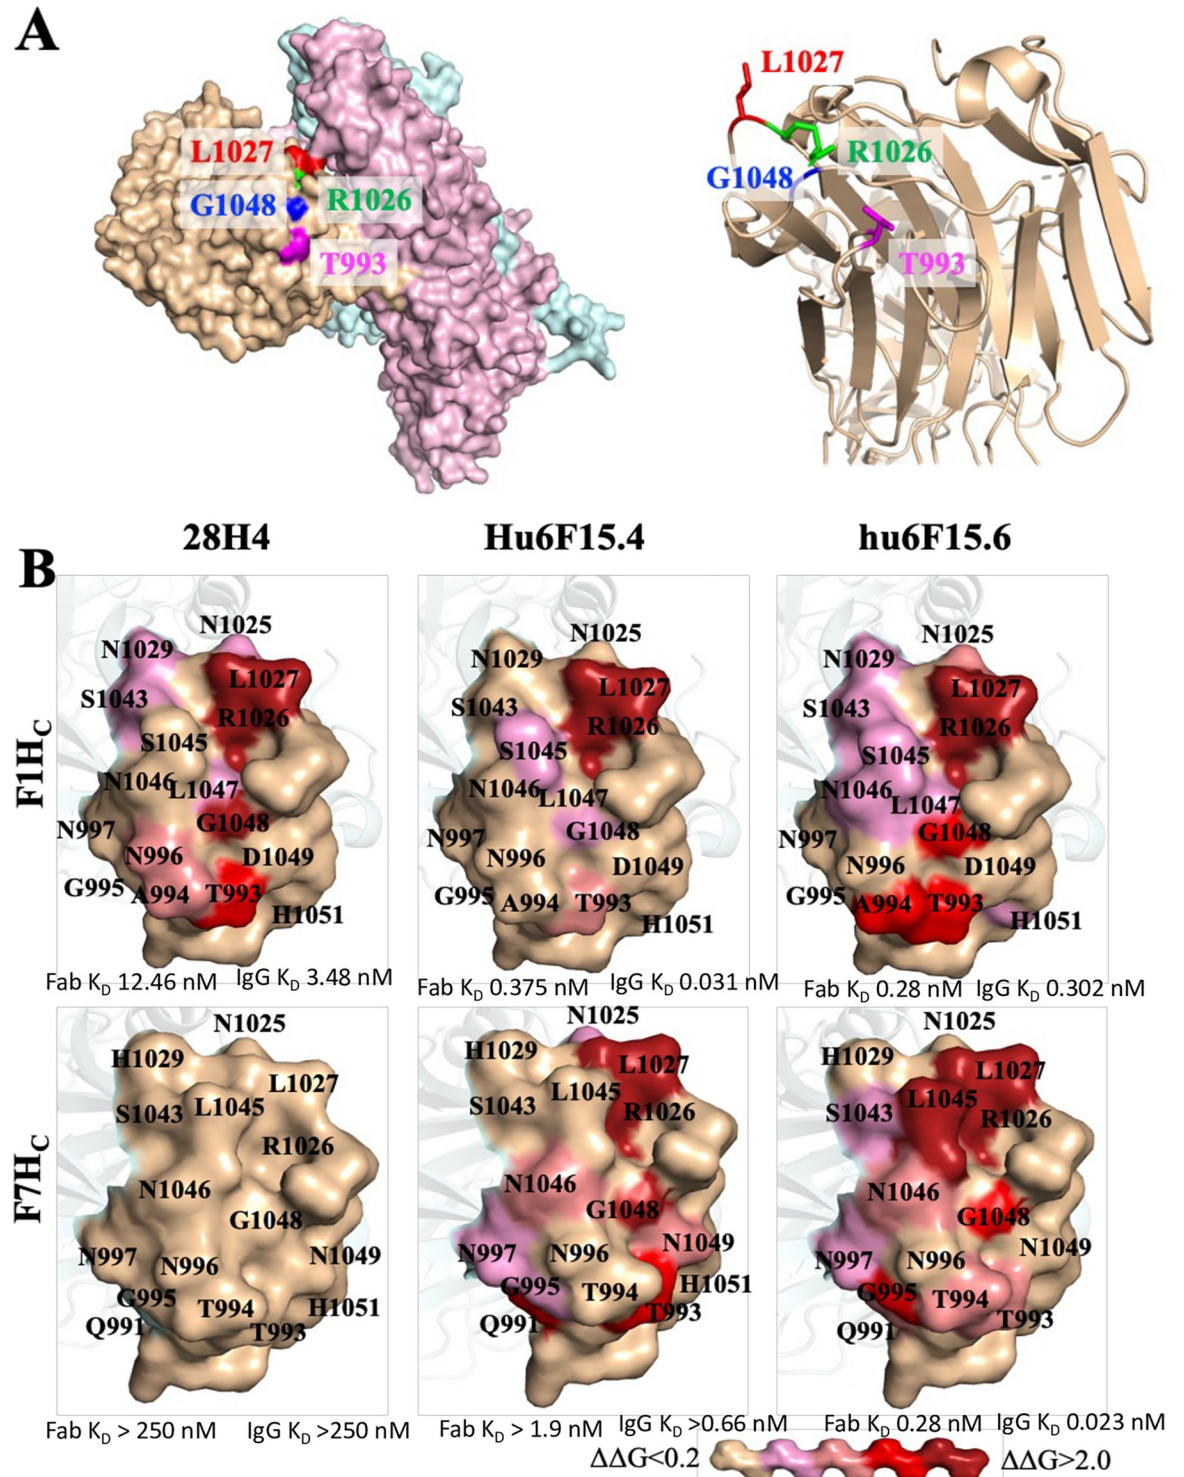 A
L1027
G1048
R1026
T993
L1027
R1026
G1048
T993
28H4
Hu6F15.4
hu6F15.6
B
F1HC
N1025
N1029
L1027
S1043
R1026
S1045
N1046
L1047
G1048
N997
N996
D1049
G995
A994
T993
H1051
Fab KD 12.46 nM
IgG KD 3.48 nM
N1025
N1029
L1027
S1043
R1026
S1045
N1046
L1047
G1048
N997
N996
D1049
G995
A994
T993
H1051
Fab KD 0.375 nM
IgG KD 0.031 nM
N1025
N1029
L1027
S1043
R1026
S1045
N1046
L1047
G1048
N997
N996
D1049
G995
A994
T993
H1051
Fab KD 0.28 nM
IgG KD 0.302 nM
F7HC
N1025
H1029
L1027
S1043
L1045
R1026
N1046
G1048
N997
N996
N1049
G995
T994
H1051
Q991
T993
Fab KD > 250 nM
IgG KD >250 nM
N1025
H1029
L1027
S1043
L1045
R1026
N1046
G1048
N997
N996
N1049
G995
T994
H1051
Q991
T993
Fab KD > 1.9 nM
IgG KD >0.66 nM
N1025
H1029
L1027
S1043
L1045
R1026
N1046
G1048
N997
N996
N1049
G995
T994
T993
Q991
Fab KD 0.28 nM
IgG KD 0.023 nM
ΔΔG<0.2
ΔΔG>2.0